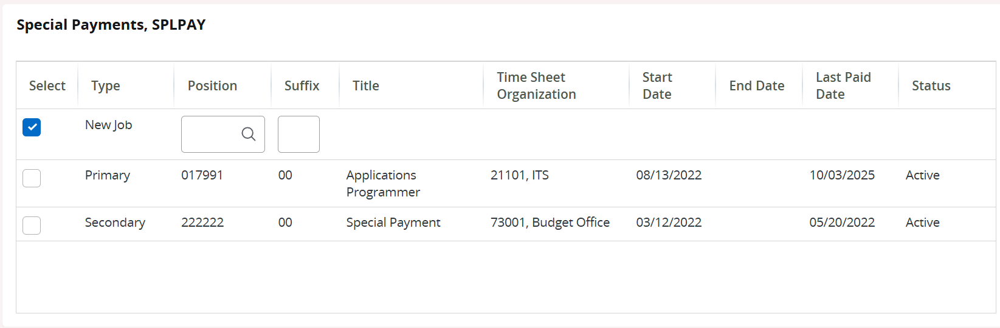 Special Payments, SPLPAY
Select Type Position Suffix Title Time Sheet Organization Start Date End Date Last Paid Date Status
New Job
Primary 017991 00 Applications Programmer 21101, ITS 08/13/2022 10/03/2025 Active
Secondary 222222 00 Special Payment 73001, Budget Office 03/12/2022 05/20/2022 Active